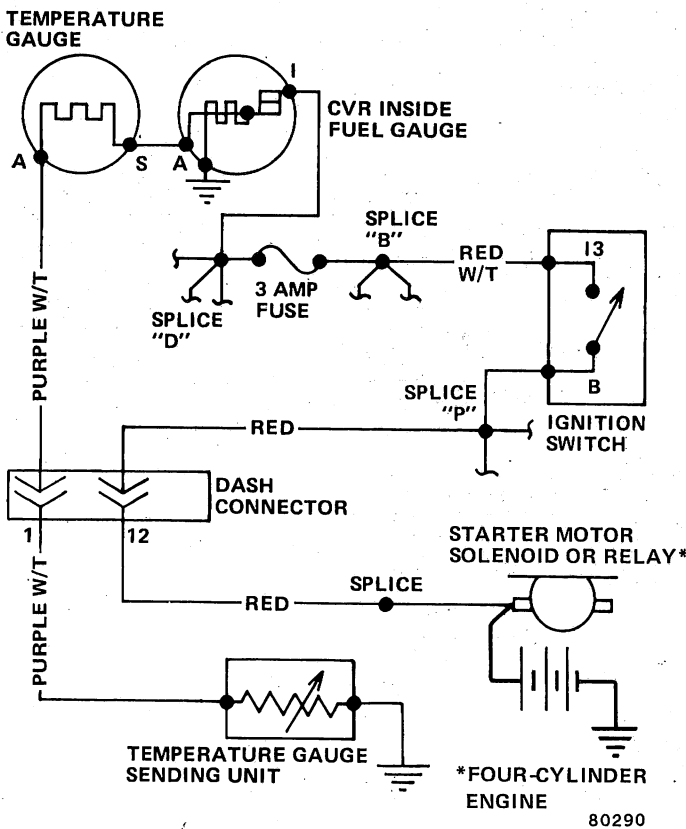 TEMPERATURE
GAUGE
I
CVR INSIDE
FUEL GAUGE
A
S
A
SPLICE
"B"
RED
W/T
I3
3 AMP
FUSE
SPLICE
"D"
PURPLE W/T
SPLICE
"P"
B
IGNITION
SWITCH
RED
DASH
CONNECTOR
1
12
STARTER MOTOR
SOLENOID OR RELAY*
SPLICE
RED
PURPLE W/T
TEMPERATURE GAUGE
SENDING UNIT
*FOUR-CYLINDER
ENGINE
80290